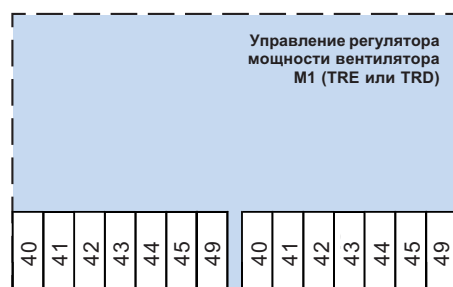 Управление регулятора
мощности вентилятора
M1 (TRE или TRD)
40 41 42 43 44 45 49 40 41 42 43 44 45 49